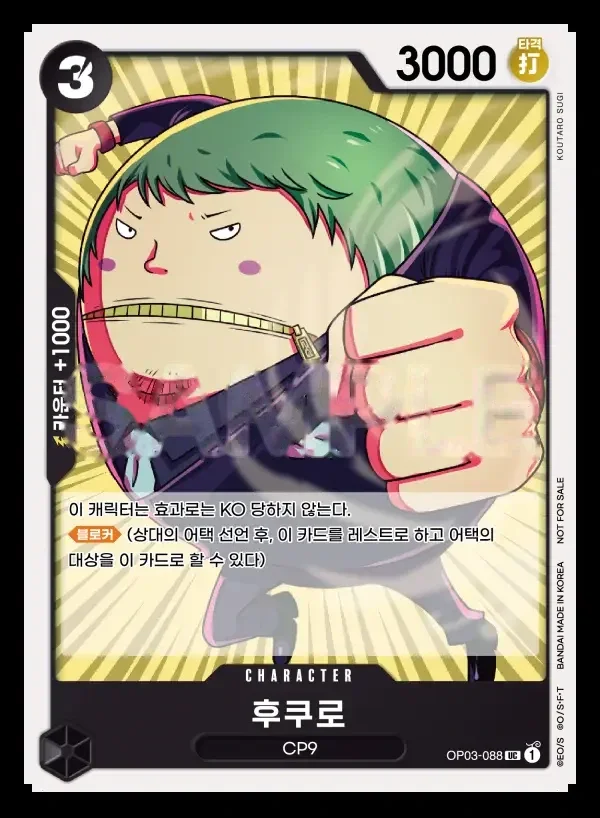 3
3000
타격
打
KOUTARO SUGI
카운터 +1000
SAMPLE
이 캐릭터는 효과로는 KO 당하지 않는다.
블로커 (상대의 어택 선언 후, 이 카드를 레스트로 하고 어택의
대상을 이 카드로 할 수 있다)
CHARACTER
후쿠로
CP9
OP03-088 UC 1
©EO/S ©O/S·F·T BANDAI MADE IN KOREA NOT FOR SALE